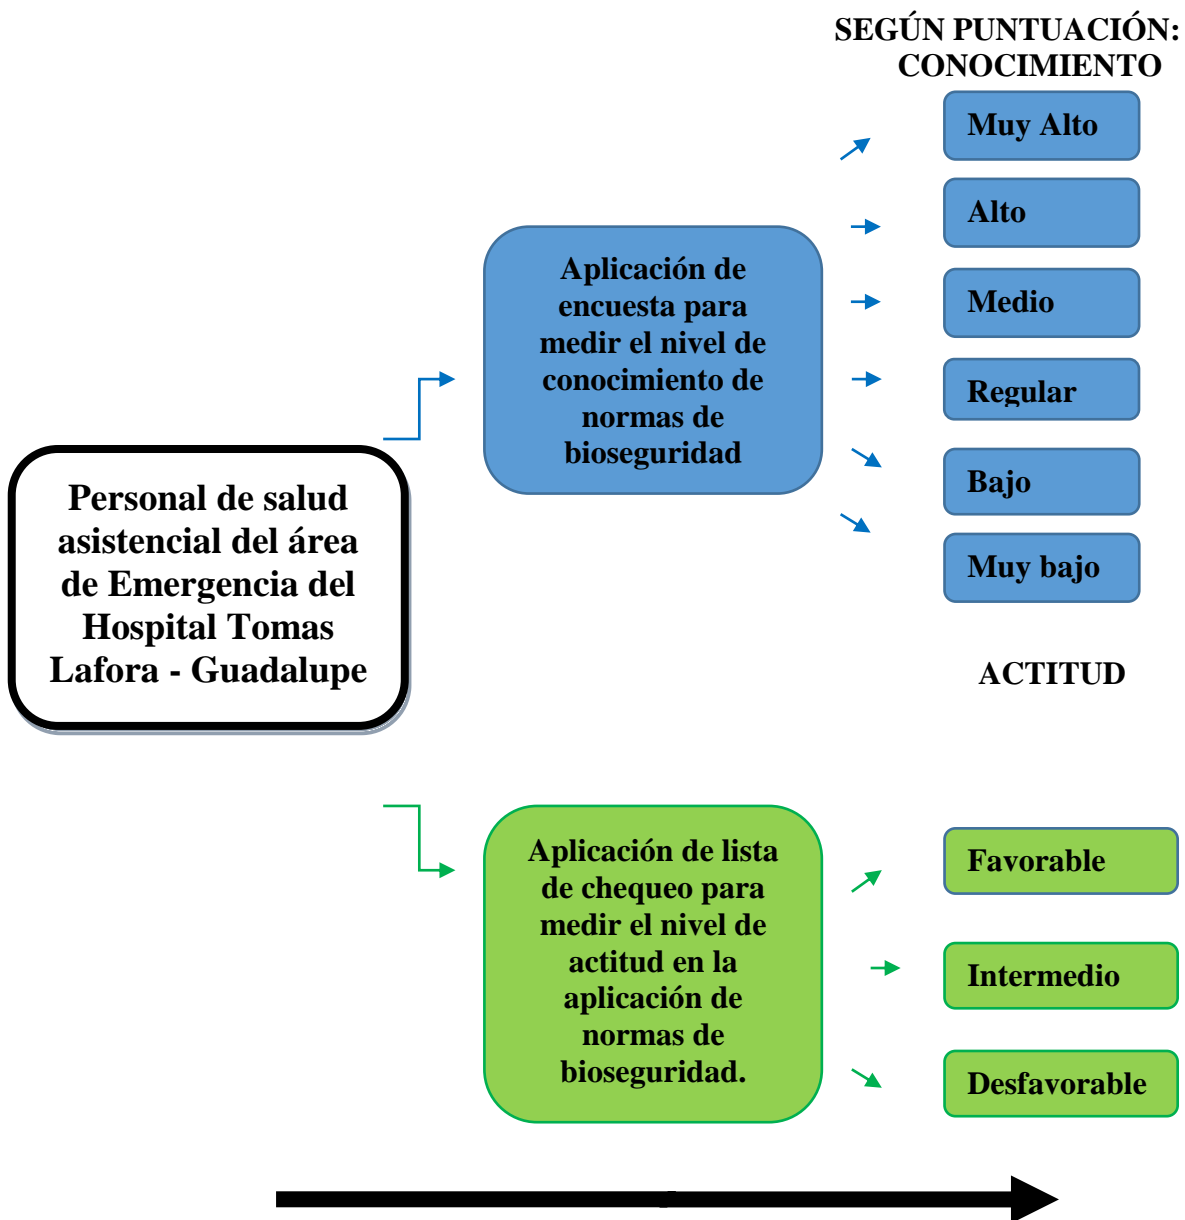 SEGÚN PUNTUACIÓN:
CONOCIMIENTO
Muy Alto
Alto
Medio
Regular
Bajo
Muy bajo
Aplicación de
encuesta para
medir el nivel de
conocimiento de
normas de
bioseguridad
Personal de salud
asistencial del área
de Emergencia del
Hospital Tomas
Lafora - Guadalupe
ACTITUD
Aplicación de lista
de chequeo para
medir el nivel de
actitud en la
aplicación de
normas de
bioseguridad.
Favorable
Intermedio
Desfavorable